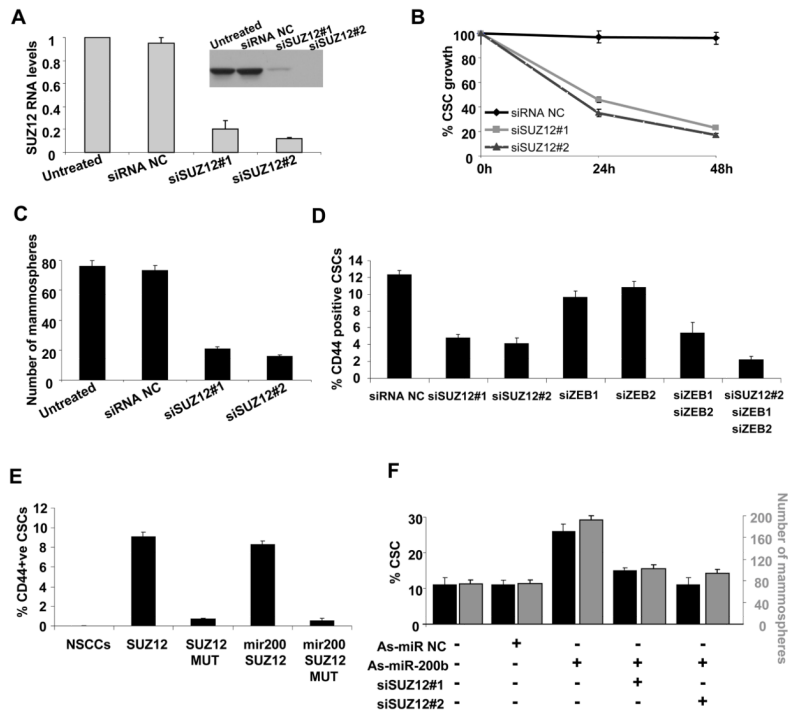 A
SUZ12 RNA levels
1
0.8
0.6
0.4
0.2
0
Untreated
siRNA NC
siSUZ12#1
siSUZ12#2
Untreated
siRNA NC
siSUZ12#1
siSUZ12#2
B
% CSC growth
100
80
60
40
20
0
siRNA NC
siSUZ12#1
siSUZ12#2
0h
24h
48h
C
Number of mammospheres
80
60
40
20
0
Untreated
siRNA NC
siSUZ12#1
siSUZ12#2
D
% CD44 positive CSCs
14
12
10
8
6
4
2
0
siRNA NC
siSUZ12#1
siSUZ12#2
siZEB1
siZEB2
siZEB1
siZEB2
siSUZ12#2
siZEB1
siZEB2
E
% CD44+ve CSCs
12
10
8
6
4
2
0
NSCCs
SUZ12
SUZ12
MUT
mir200
SUZ12
mir200
SUZ12
MUT
F
% CSC
30
20
10
0
Number of mammospheres
200
160
120
80
40
0
As-miR NC - + - - -
As-miR-200b - - + + +
siSUZ12#1 - - - + -
siSUZ12#2 - - - - +